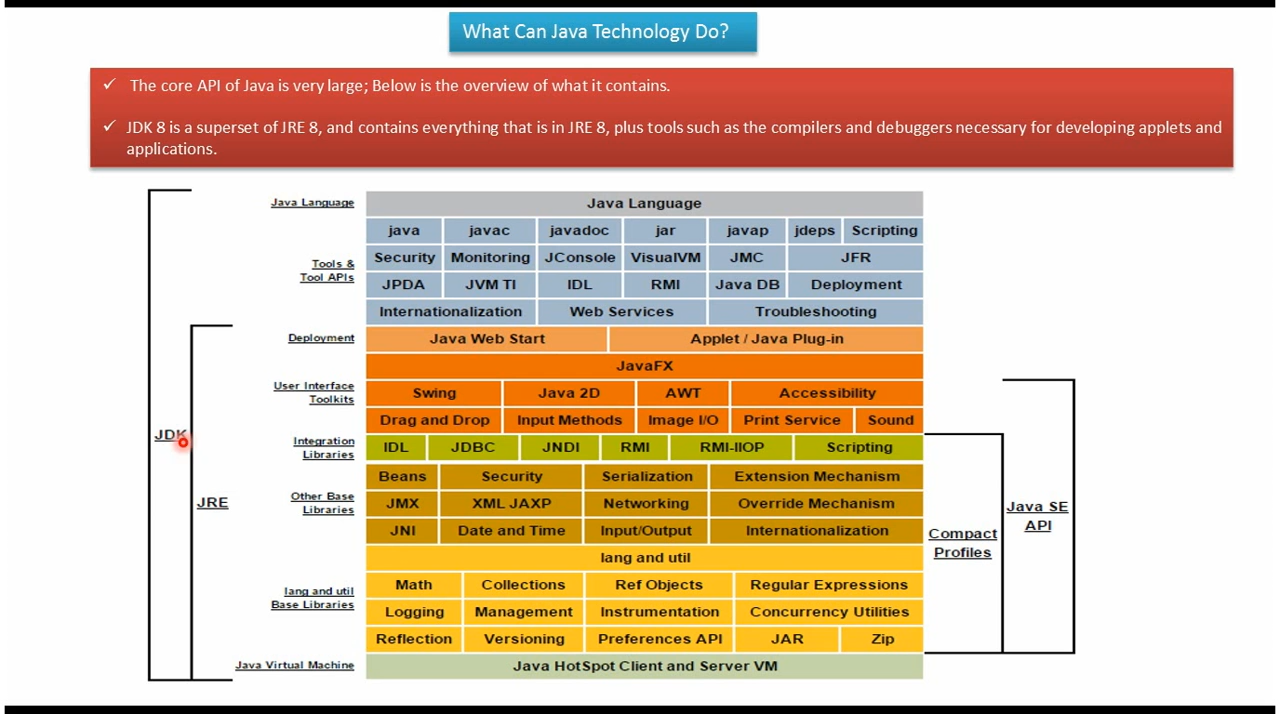 What Can Java Technology Do?
✓ The core API of Java is very large; Below is the overview of what it contains.
✓ JDK 8 is a superset of JRE 8, and contains everything that is in JRE 8, plus tools such as the compilers and debuggers necessary for developing applets and
applications.
Java Language
Java Language
java javac javadoc jar javap jdeps Scripting
Tools &
Tool APIs
Security Monitoring JConsole VisualVM JMC JFR
JPDA JVM TI IDL RMI Java DB Deployment
Internationalization Web Services Troubleshooting
Deployment
Java Web Start Applet / Java Plug-in
JavaFX
User Interface
Toolkits
Swing Java 2D AWT Accessibility
Drag and Drop Input Methods Image I/O Print Service Sound
JDK
Integration
Libraries
IDL JDBC JNDI RMI RMI-IIOP Scripting
JRE
Other Base
Libraries
Beans Security Serialization Extension Mechanism
JMX XML JAXP Networking Override Mechanism
JNI Date and Time Input/Output Internationalization
Compact
Profiles
Java SE
API
lang and util
lang and util
Base Libraries
Math Collections Ref Objects Regular Expressions
Logging Management Instrumentation Concurrency Utilities
Reflection Versioning Preferences API JAR Zip
Java Virtual Machine
Java HotSpot Client and Server VM